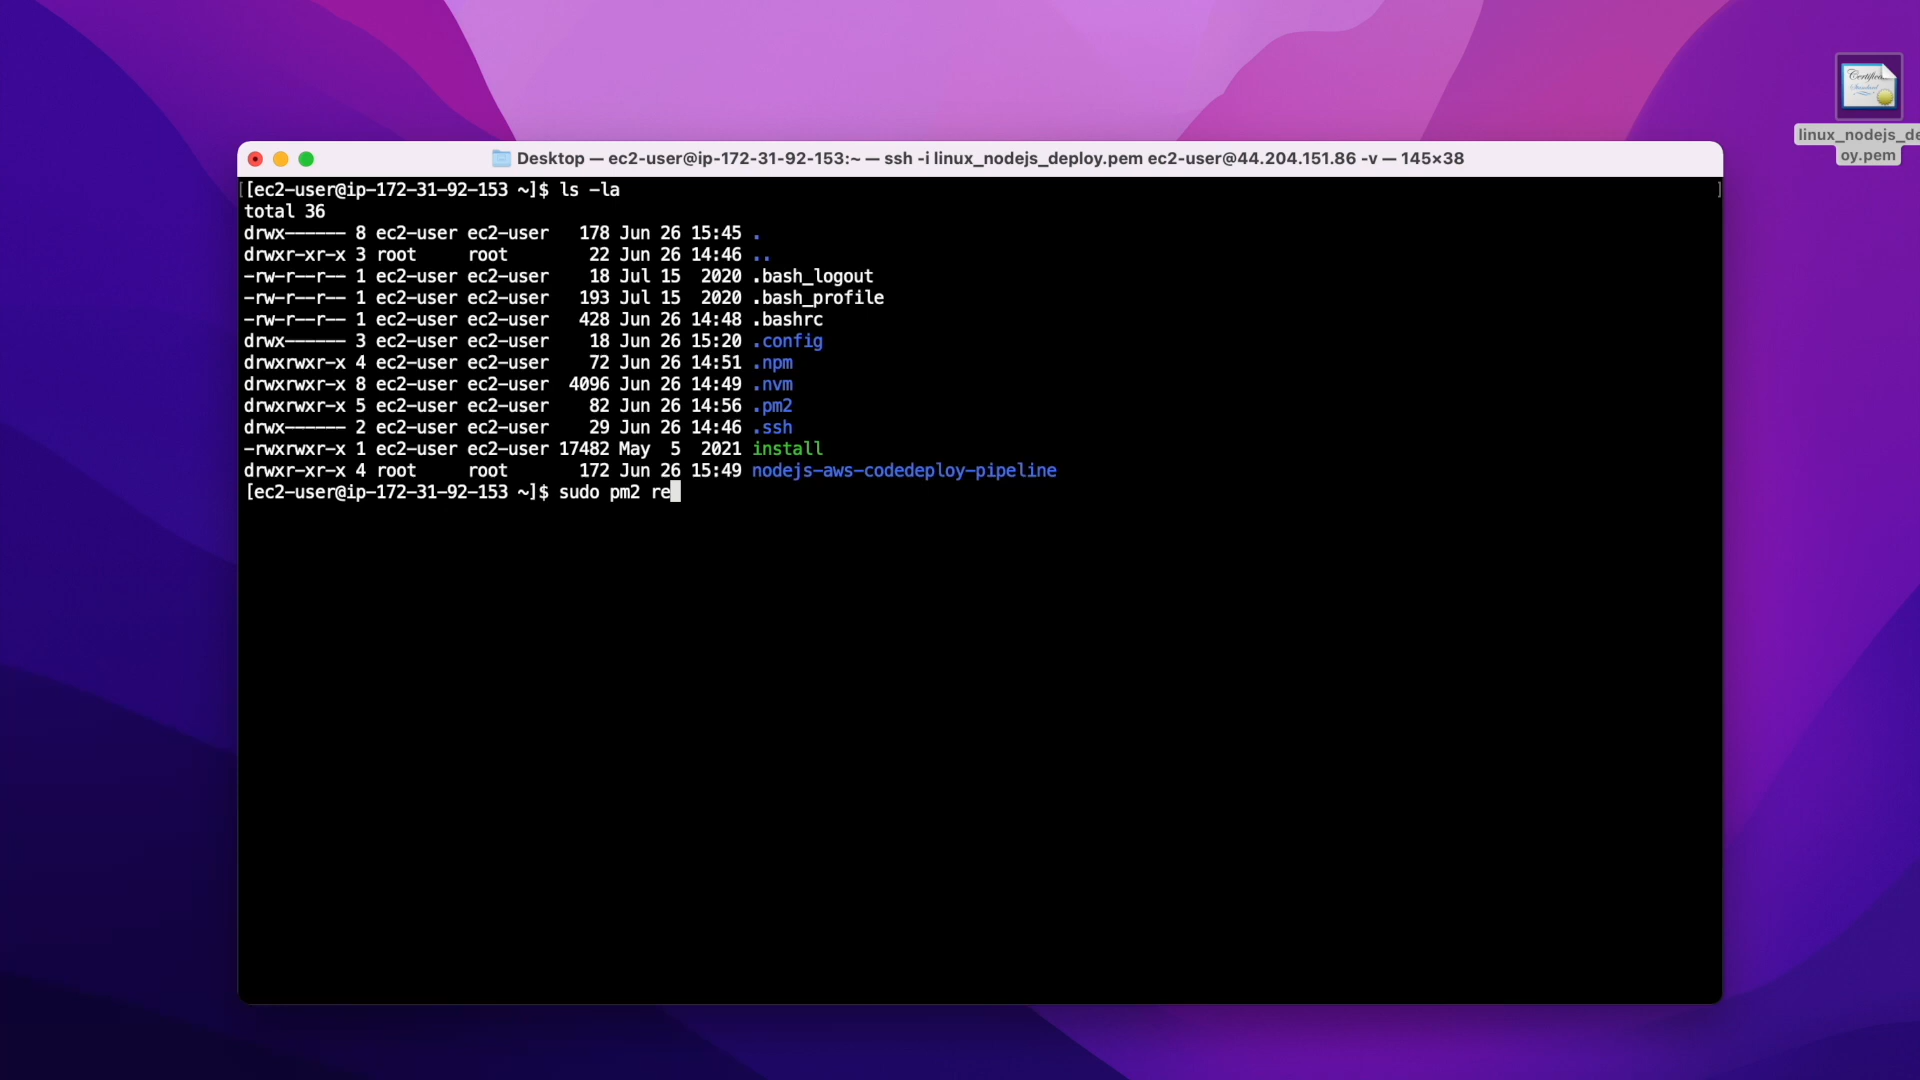 Desktop — ec2-user@ip-172-31-92-153:~ — ssh -i linux_nodejs_deploy.pem ec2-user@44.204.151.86 -v — 145×38
[[ec2-user@ip-172-31-92-153 ~]$ ls -la ]
total 36
drwx------ 8 ec2-user ec2-user   178 Jun 26 15:45 .
drwxr-xr-x 3 root     root        22 Jun 26 14:46 ..
-rw-r--r-- 1 ec2-user ec2-user    18 Jul 15  2020 .bash_logout
-rw-r--r-- 1 ec2-user ec2-user   193 Jul 15  2020 .bash_profile
-rw-r--r-- 1 ec2-user ec2-user   428 Jun 26 14:48 .bashrc
drwx------ 3 ec2-user ec2-user    18 Jun 26 15:20 .config
drwxrwxr-x 4 ec2-user ec2-user    72 Jun 26 14:51 .npm
drwxrwxr-x 8 ec2-user ec2-user  4096 Jun 26 14:49 .nvm
drwxrwxr-x 5 ec2-user ec2-user    82 Jun 26 14:56 .pm2
drwx------ 2 ec2-user ec2-user    29 Jun 26 14:46 .ssh
-rwxrwxr-x 1 ec2-user ec2-user 17482 May  5  2021 install
drwxr-xr-x 4 root     root       172 Jun 26 15:49 nodejs-aws-codedeploy-pipeline
[ec2-user@ip-172-31-92-153 ~]$ sudo pm2 re
linux_nodejs_de
oy.pem